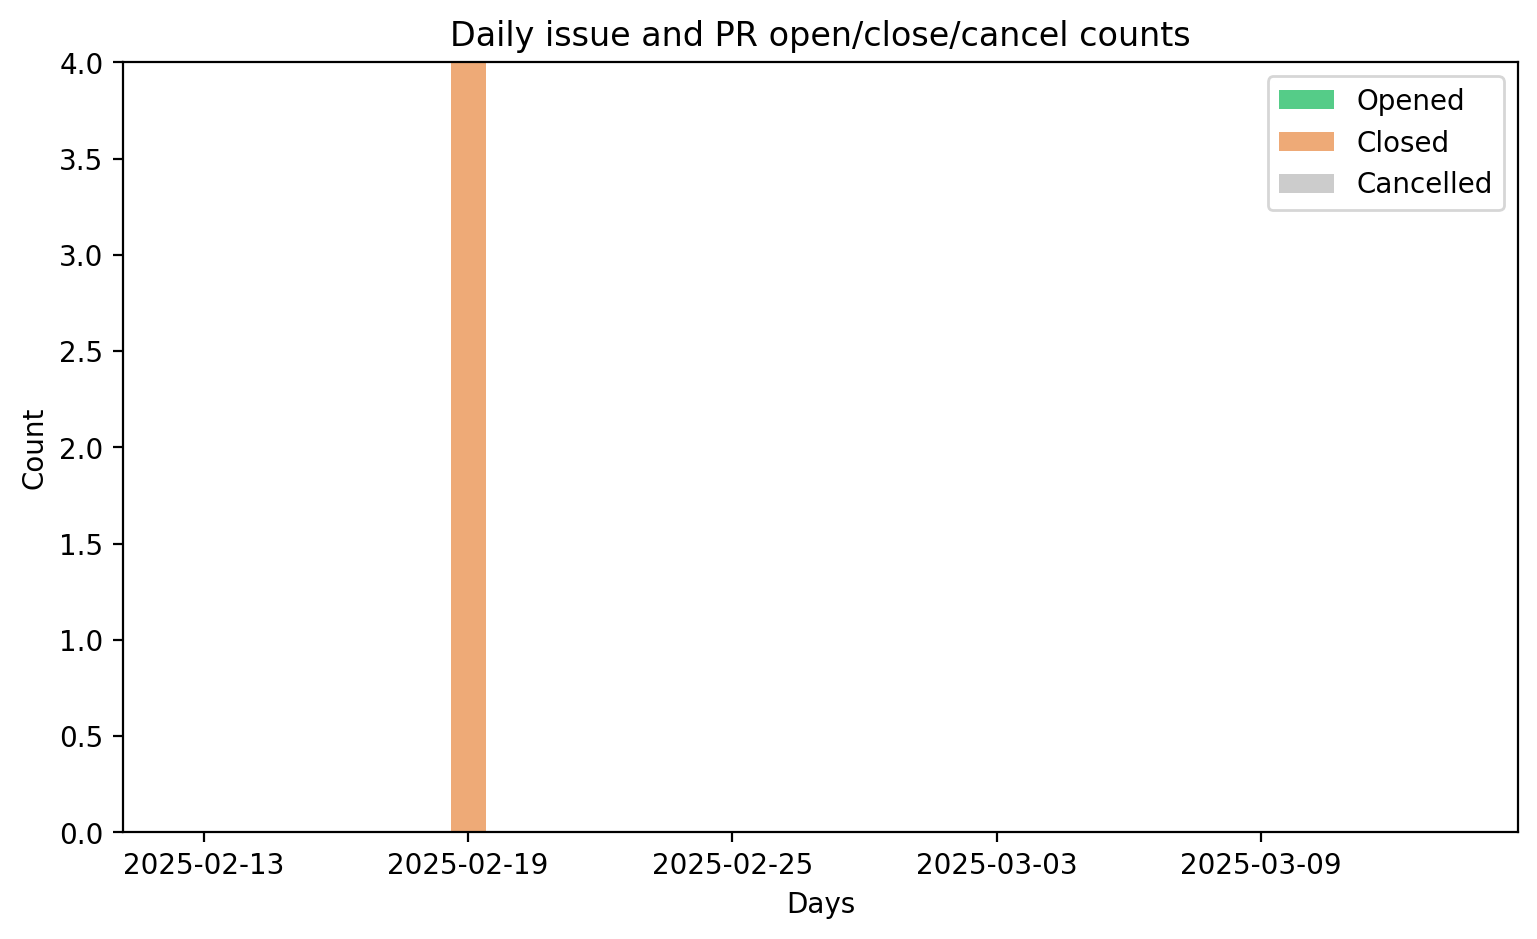 Daily issue and PR open/close/cancel counts
4.0
3.5
3.0
2.5
2.0
1.5
1.0
0.5
0.0
Count
Opened
Closed
Cancelled
2025-02-13 2025-02-19 2025-02-25 2025-03-03 2025-03-09
Days